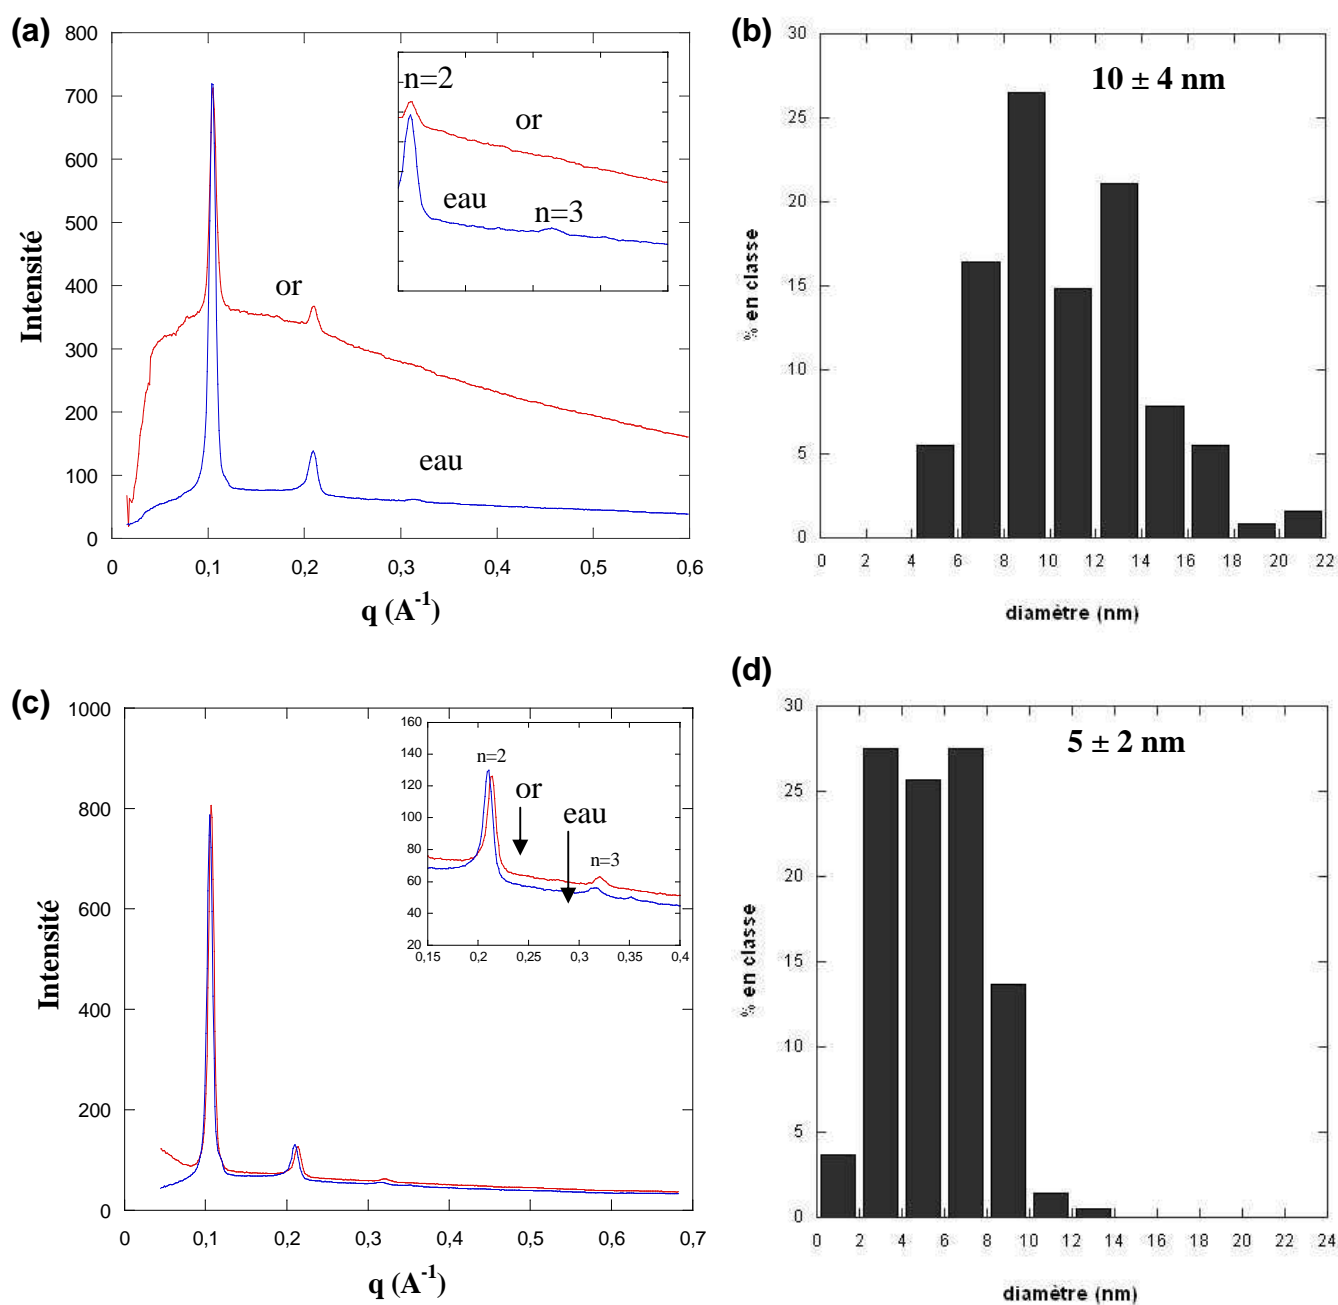 (a)
800
700
600
500
400
300
200
100
0
Intensité
0
0,1
0,2
0,3
0,4
0,5
0,6
q (A-1)
or
eau
n=2
or
eau
n=3
(b)
30
25
20
15
10
5
0
% en classe
10 ± 4 nm
0 2 4 6 8 10 12 14 16 18 20 22
diamètre (nm)
(c)
1000
800
600
400
200
0
Intensité
0
0,1
0,2
0,3
0,4
0,5
0,6
0,7
q (A-1)
160
140
120
100
80
60
40
20
n=2
or
eau
n=3
0,15
0,2
0,25
0,3
0,35
0,4
(d)
30
25
20
15
10
5
0
% en classe
5 ± 2 nm
0 2 4 6 8 10 12 14 16 18 20 22 24
diamètre (nm)